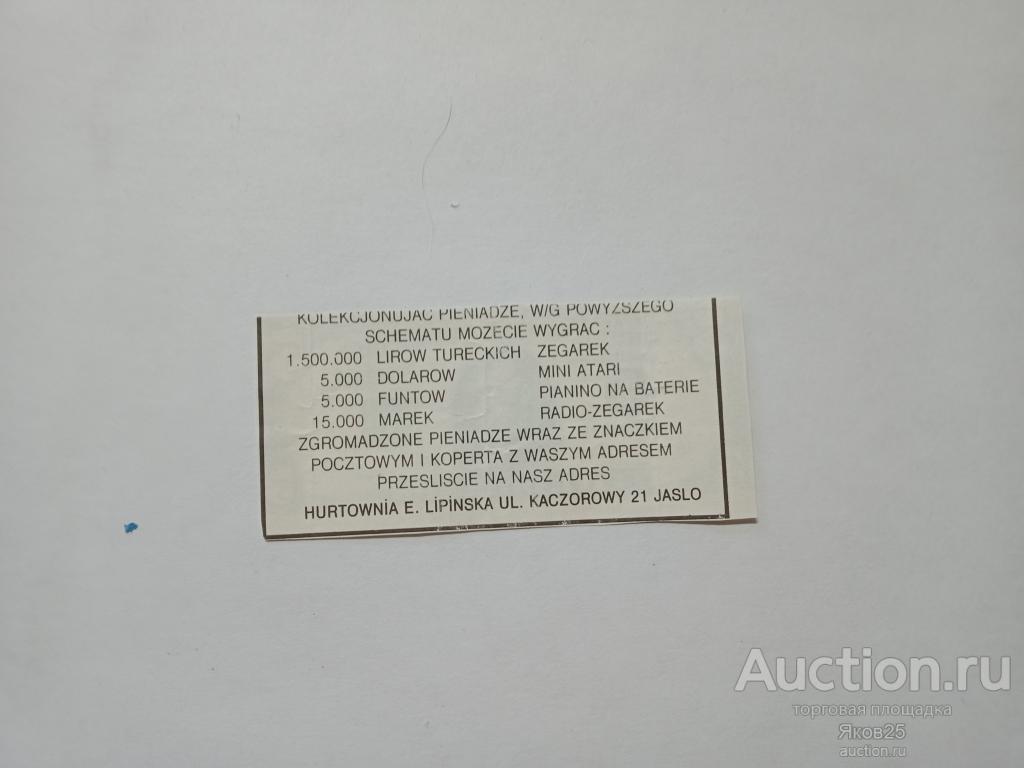 KOLEKCJONUJAC PIENIADZE, W/G POWYZSZEGO
SCHEMATU MOZECIE WYGRAC :
1.500.000 LIROW TURECKICH ZEGAREK
5.000 DOLAROW MINI ATARI
5.000 FUNTOW PIANINO NA BATERIE
15.000 MAREK RADIO-ZEGAREK
ZGROMADZONE PIENIADZE WRAZ ZE ZNACZKIEM
POCZTOWYM I KOPERTA Z WASZYM ADRESEM
PRZESLISCIE NA NASZ ADRES
HURTOWNIA E. LIPINSKA UL. KACZOROWY 21 JASLO
Auction.ru
торговая площадка
Яков25
auction.ru